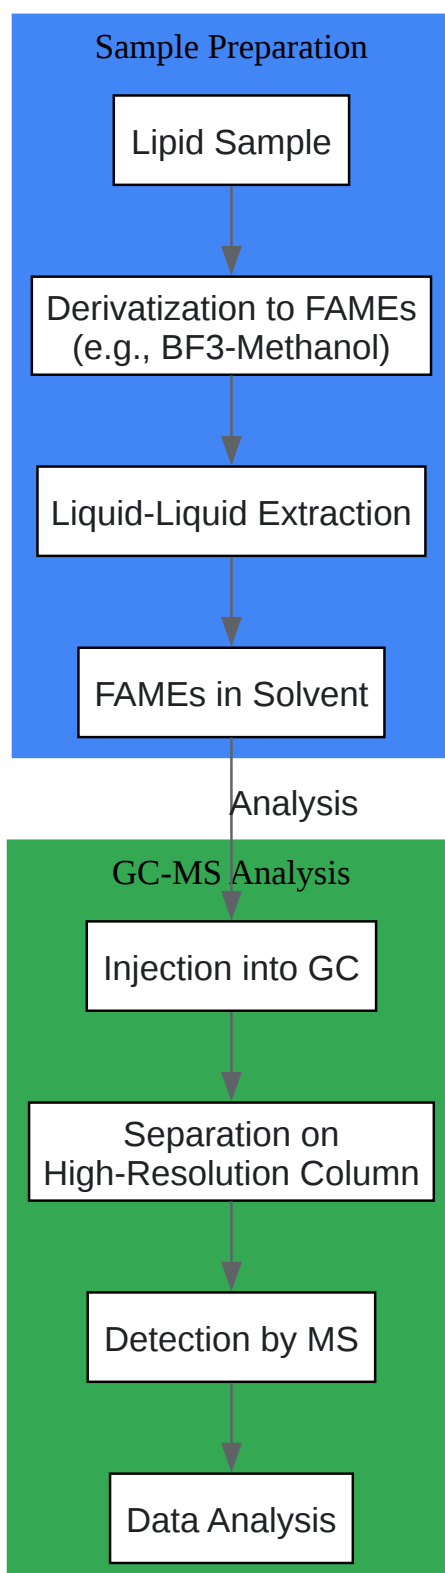 Sample Preparation
Lipid Sample
Derivatization to FAMEs
(e.g., BF3-Methanol)
Liquid-Liquid Extraction
FAMEs in Solvent
Analysis
GC-MS Analysis
Injection into GC
Separation on
High-Resolution Column
Detection by MS
Data Analysis